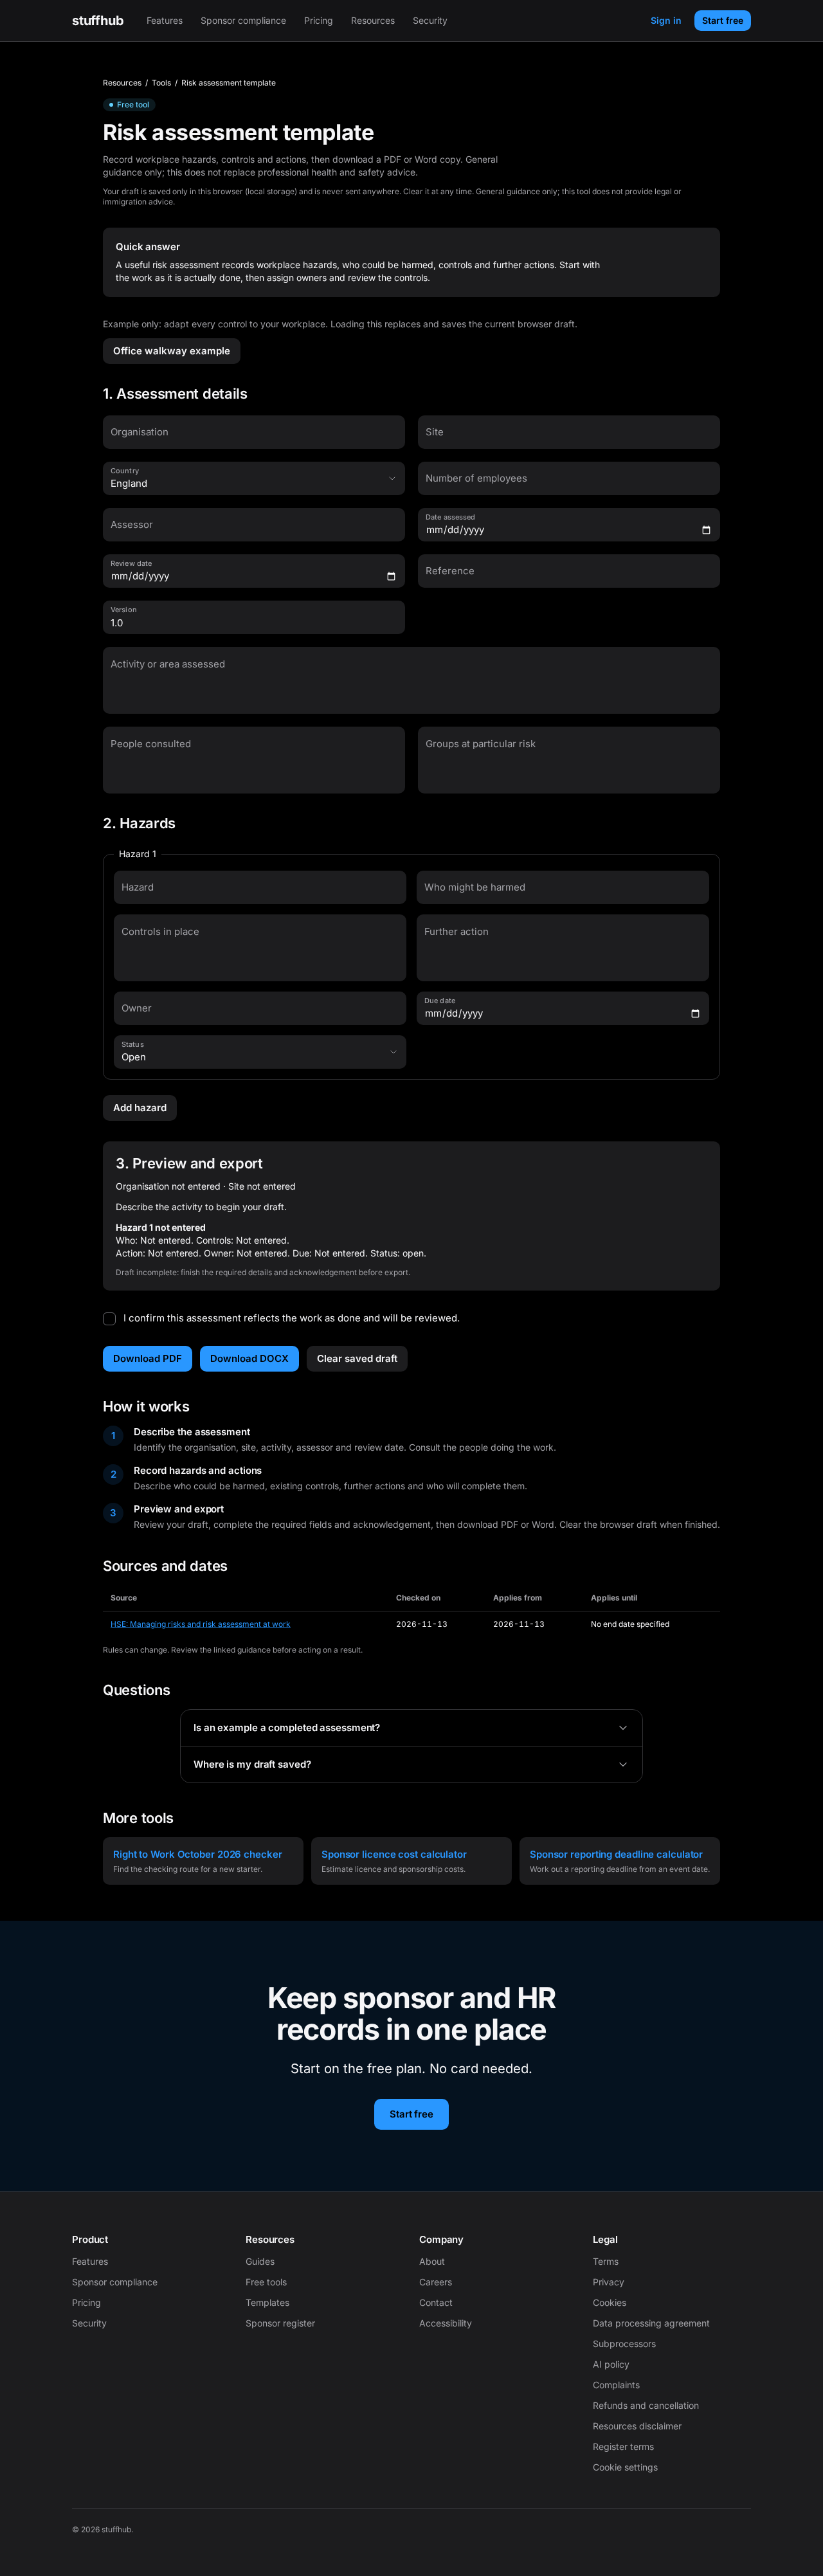 stuffhub
Features
Sponsor compliance
Pricing
Resources
Security
Sign in
Start free
Resources / Tools / Risk assessment template
Free tool
Risk assessment template
Record workplace hazards, controls and actions, then download a PDF or Word copy. General
guidance only; this does not replace professional health and safety advice.
Your draft is saved only in this browser (local storage) and is never sent anywhere. Clear it at any time. General guidance only; this tool does not provide legal or
immigration advice.
Quick answer
A useful risk assessment records workplace hazards, who could be harmed, controls and further actions. Start with
the work as it is actually done, then assign owners and review the controls.
Example only: adapt every control to your workplace. Loading this replaces and saves the current browser draft.
Office walkway example
1. Assessment details
Organisation
Site
Country
England
Number of employees
Assessor
Date assessed
mm/dd/yyyy
Review date
mm/dd/yyyy
Reference
Version
1.0
Activity or area assessed
People consulted
Groups at particular risk
2. Hazards
Hazard 1
Hazard
Who might be harmed
Controls in place
Further action
Owner
Due date
mm/dd/yyyy
Status
Open
Add hazard
3. Preview and export
Organisation not entered · Site not entered
Describe the activity to begin your draft.
Hazard 1 not entered
Who: Not entered. Controls: Not entered.
Action: Not entered. Owner: Not entered. Due: Not entered. Status: open.
Draft incomplete: finish the required details and acknowledgement before export.
I confirm this assessment reflects the work as done and will be reviewed.
Download PDF
Download DOCX
Clear saved draft
How it works
1
Describe the assessment
Identify the organisation, site, activity, assessor and review date. Consult the people doing the work.
2
Record hazards and actions
Describe who could be harmed, existing controls, further actions and who will complete them.
3
Preview and export
Review your draft, complete the required fields and acknowledgement, then download PDF or Word. Clear the browser draft when finished.
Sources and dates
Source
Checked on
Applies from
Applies until
HSE: Managing risks and risk assessment at work
2026-11-13
2026-11-13
No end date specified
Rules can change. Review the linked guidance before acting on a result.
Questions
Is an example a completed assessment?
Where is my draft saved?
More tools
Right to Work October 2026 checker
Find the checking route for a new starter.
Sponsor licence cost calculator
Estimate licence and sponsorship costs.
Sponsor reporting deadline calculator
Work out a reporting deadline from an event date.
Keep sponsor and HR
records in one place
Start on the free plan. No card needed.
Start free
Product
Features
Sponsor compliance
Pricing
Security
Resources
Guides
Free tools
Templates
Sponsor register
Company
About
Careers
Contact
Accessibility
Legal
Terms
Privacy
Cookies
Data processing agreement
Subprocessors
AI policy
Complaints
Refunds and cancellation
Resources disclaimer
Register terms
Cookie settings
© 2026 stuffhub.